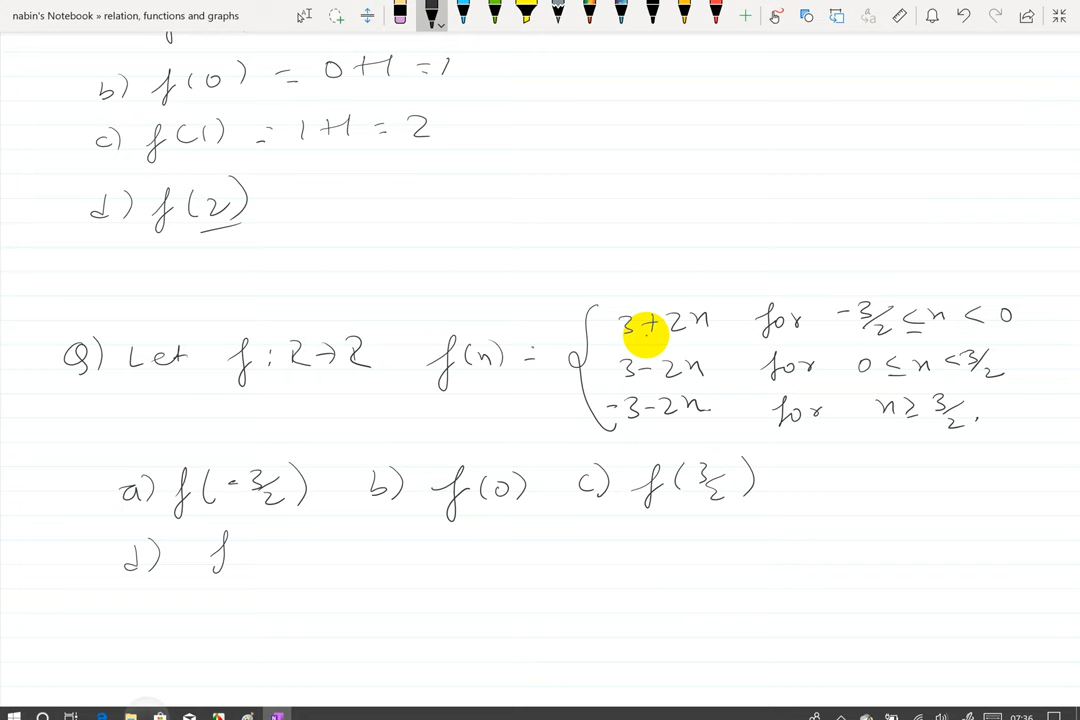 nabin's Notebook » relation, functions and graphs
b) f(0) = 0+1 = 1
c) f(1) = 1+1 = 2
d) f(2)
Q) Let f : R→R f(x) = { 3+2x for -3/2 ≤ x < 0
3-2x for 0 ≤ x < 3/2
-3-2x. for x ≥ 3/2.
a) f(-3/2) b) f(0) c) f(3/2)
d) f
07:36